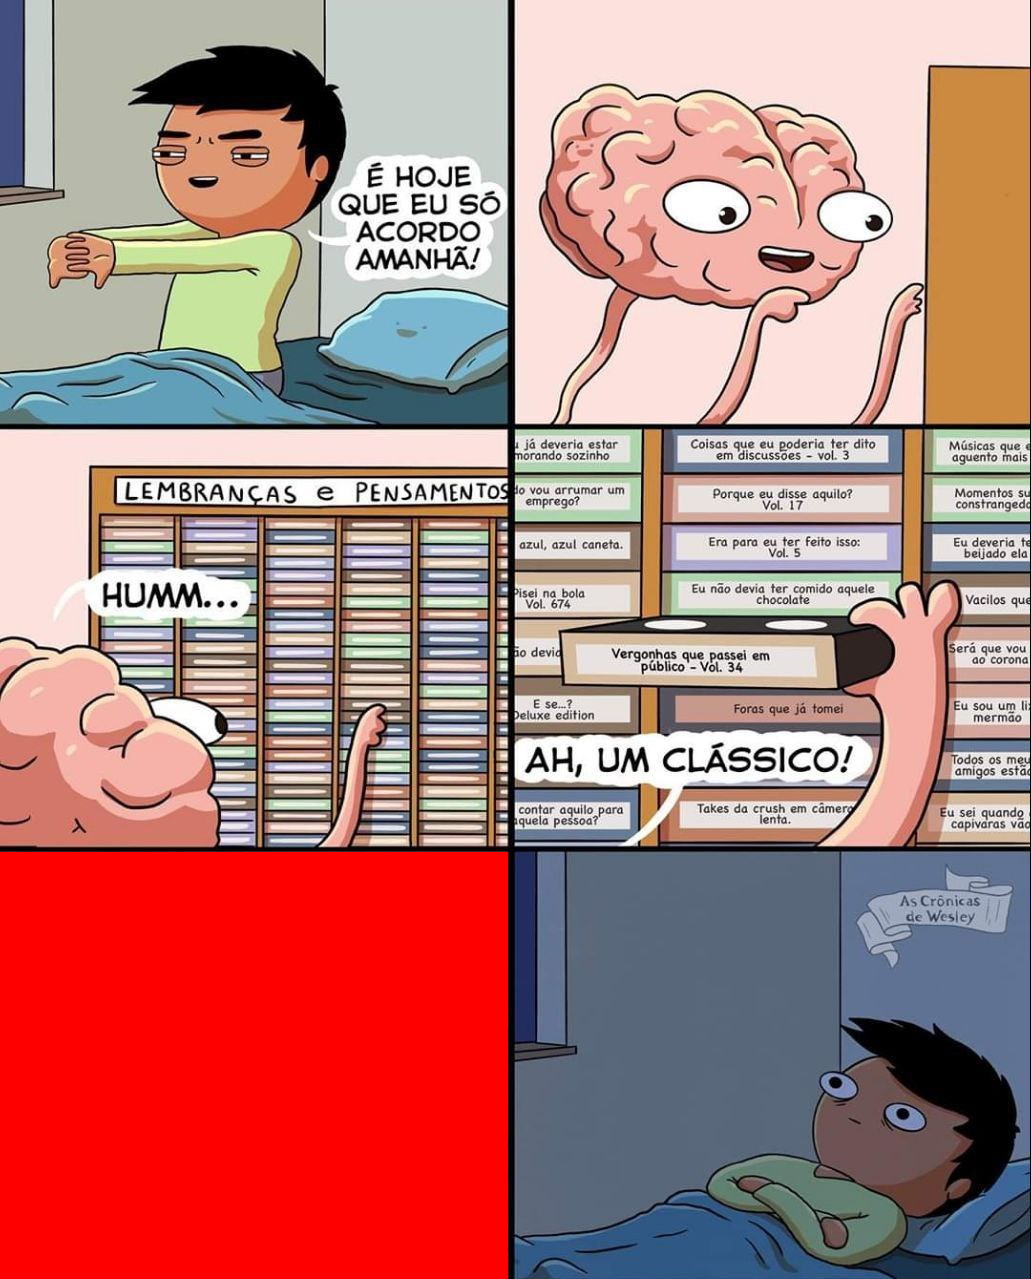 É HOJE
QUE EU SÓ
ACORDO
AMANHÃ!
LEMBRANÇAS e PENSAMENTOS
HUMM...
já deveria estar
morando sozinho
vou arrumar um
emprego?
azul, azul caneta.
Pisei na bola
Vol. 674
E se...?
Deluxe edition
contar aquilo para
aquela pessoa?
Coisas que eu poderia ter dito
em discussões - vol. 3
Porque eu disse aquilo?
Vol. 17
Era para eu ter feito isso:
Vol. 5
Eu não devia ter comido aquele
chocolate
Vergonhas que passei em
público - Vol. 34
Foras que já tomei
Takes da crush em câmera
lenta.
Músicas que
aguento mais
Momentos
Eu deveria
beijado ela
Vacilos que
Será que vou
ao corona
Eu sou um
mermão
Todos os
amigos
Eu sei quando
capivaras
AH, UM CLÁSSICO!
As Crônicas
de Wesley